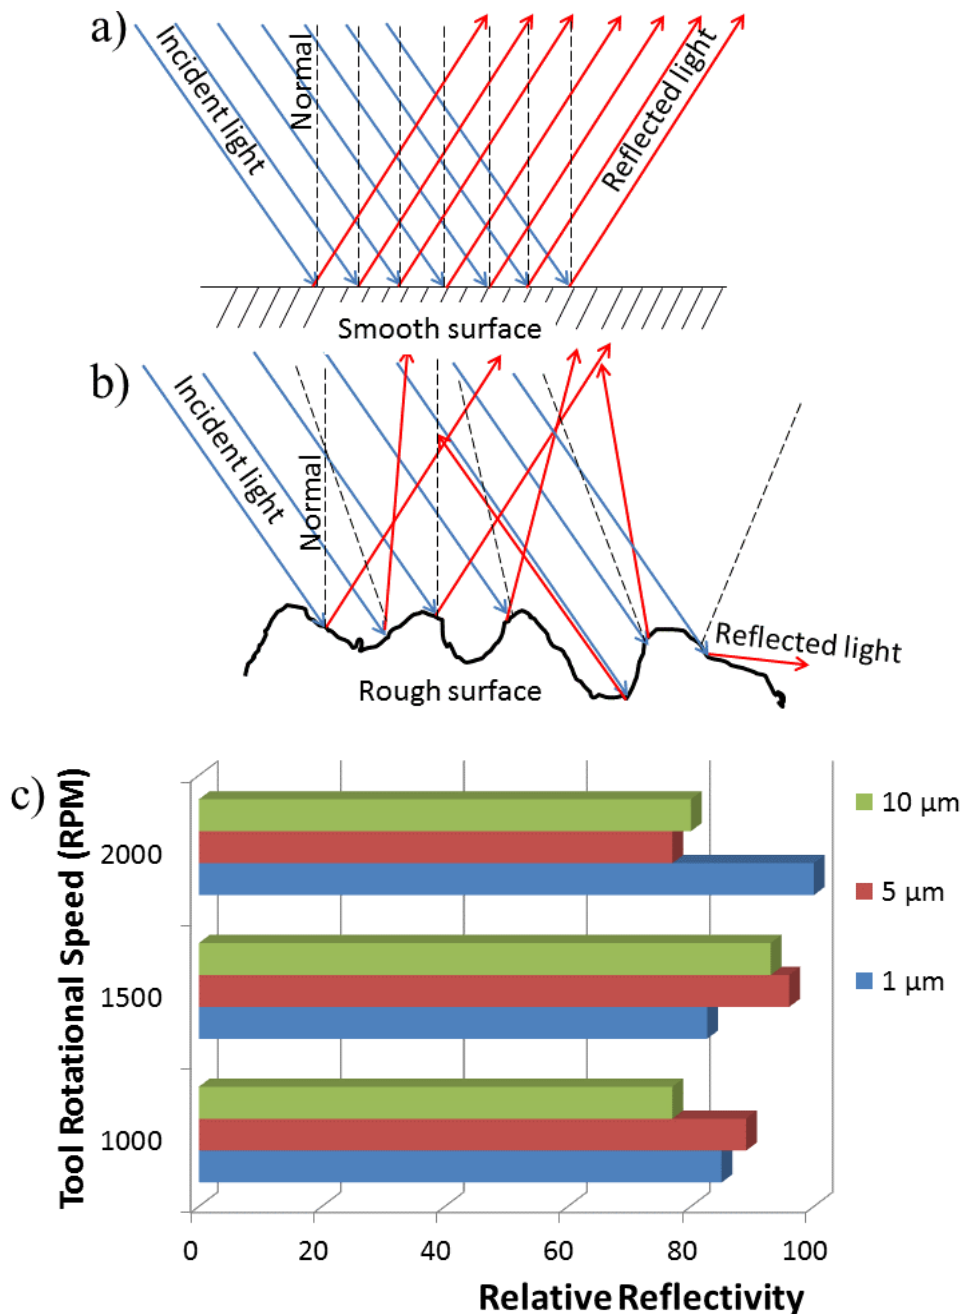 a)
Incident light
Normal
Reflected light
Smooth surface
b)
Incident light
Normal
Reflected light
Rough surface
c)
Tool Rotational Speed (RPM)
2000
1500
1000
10 µm
5 µm
1 µm
0 20 40 60 80 100
Relative Reflectivity